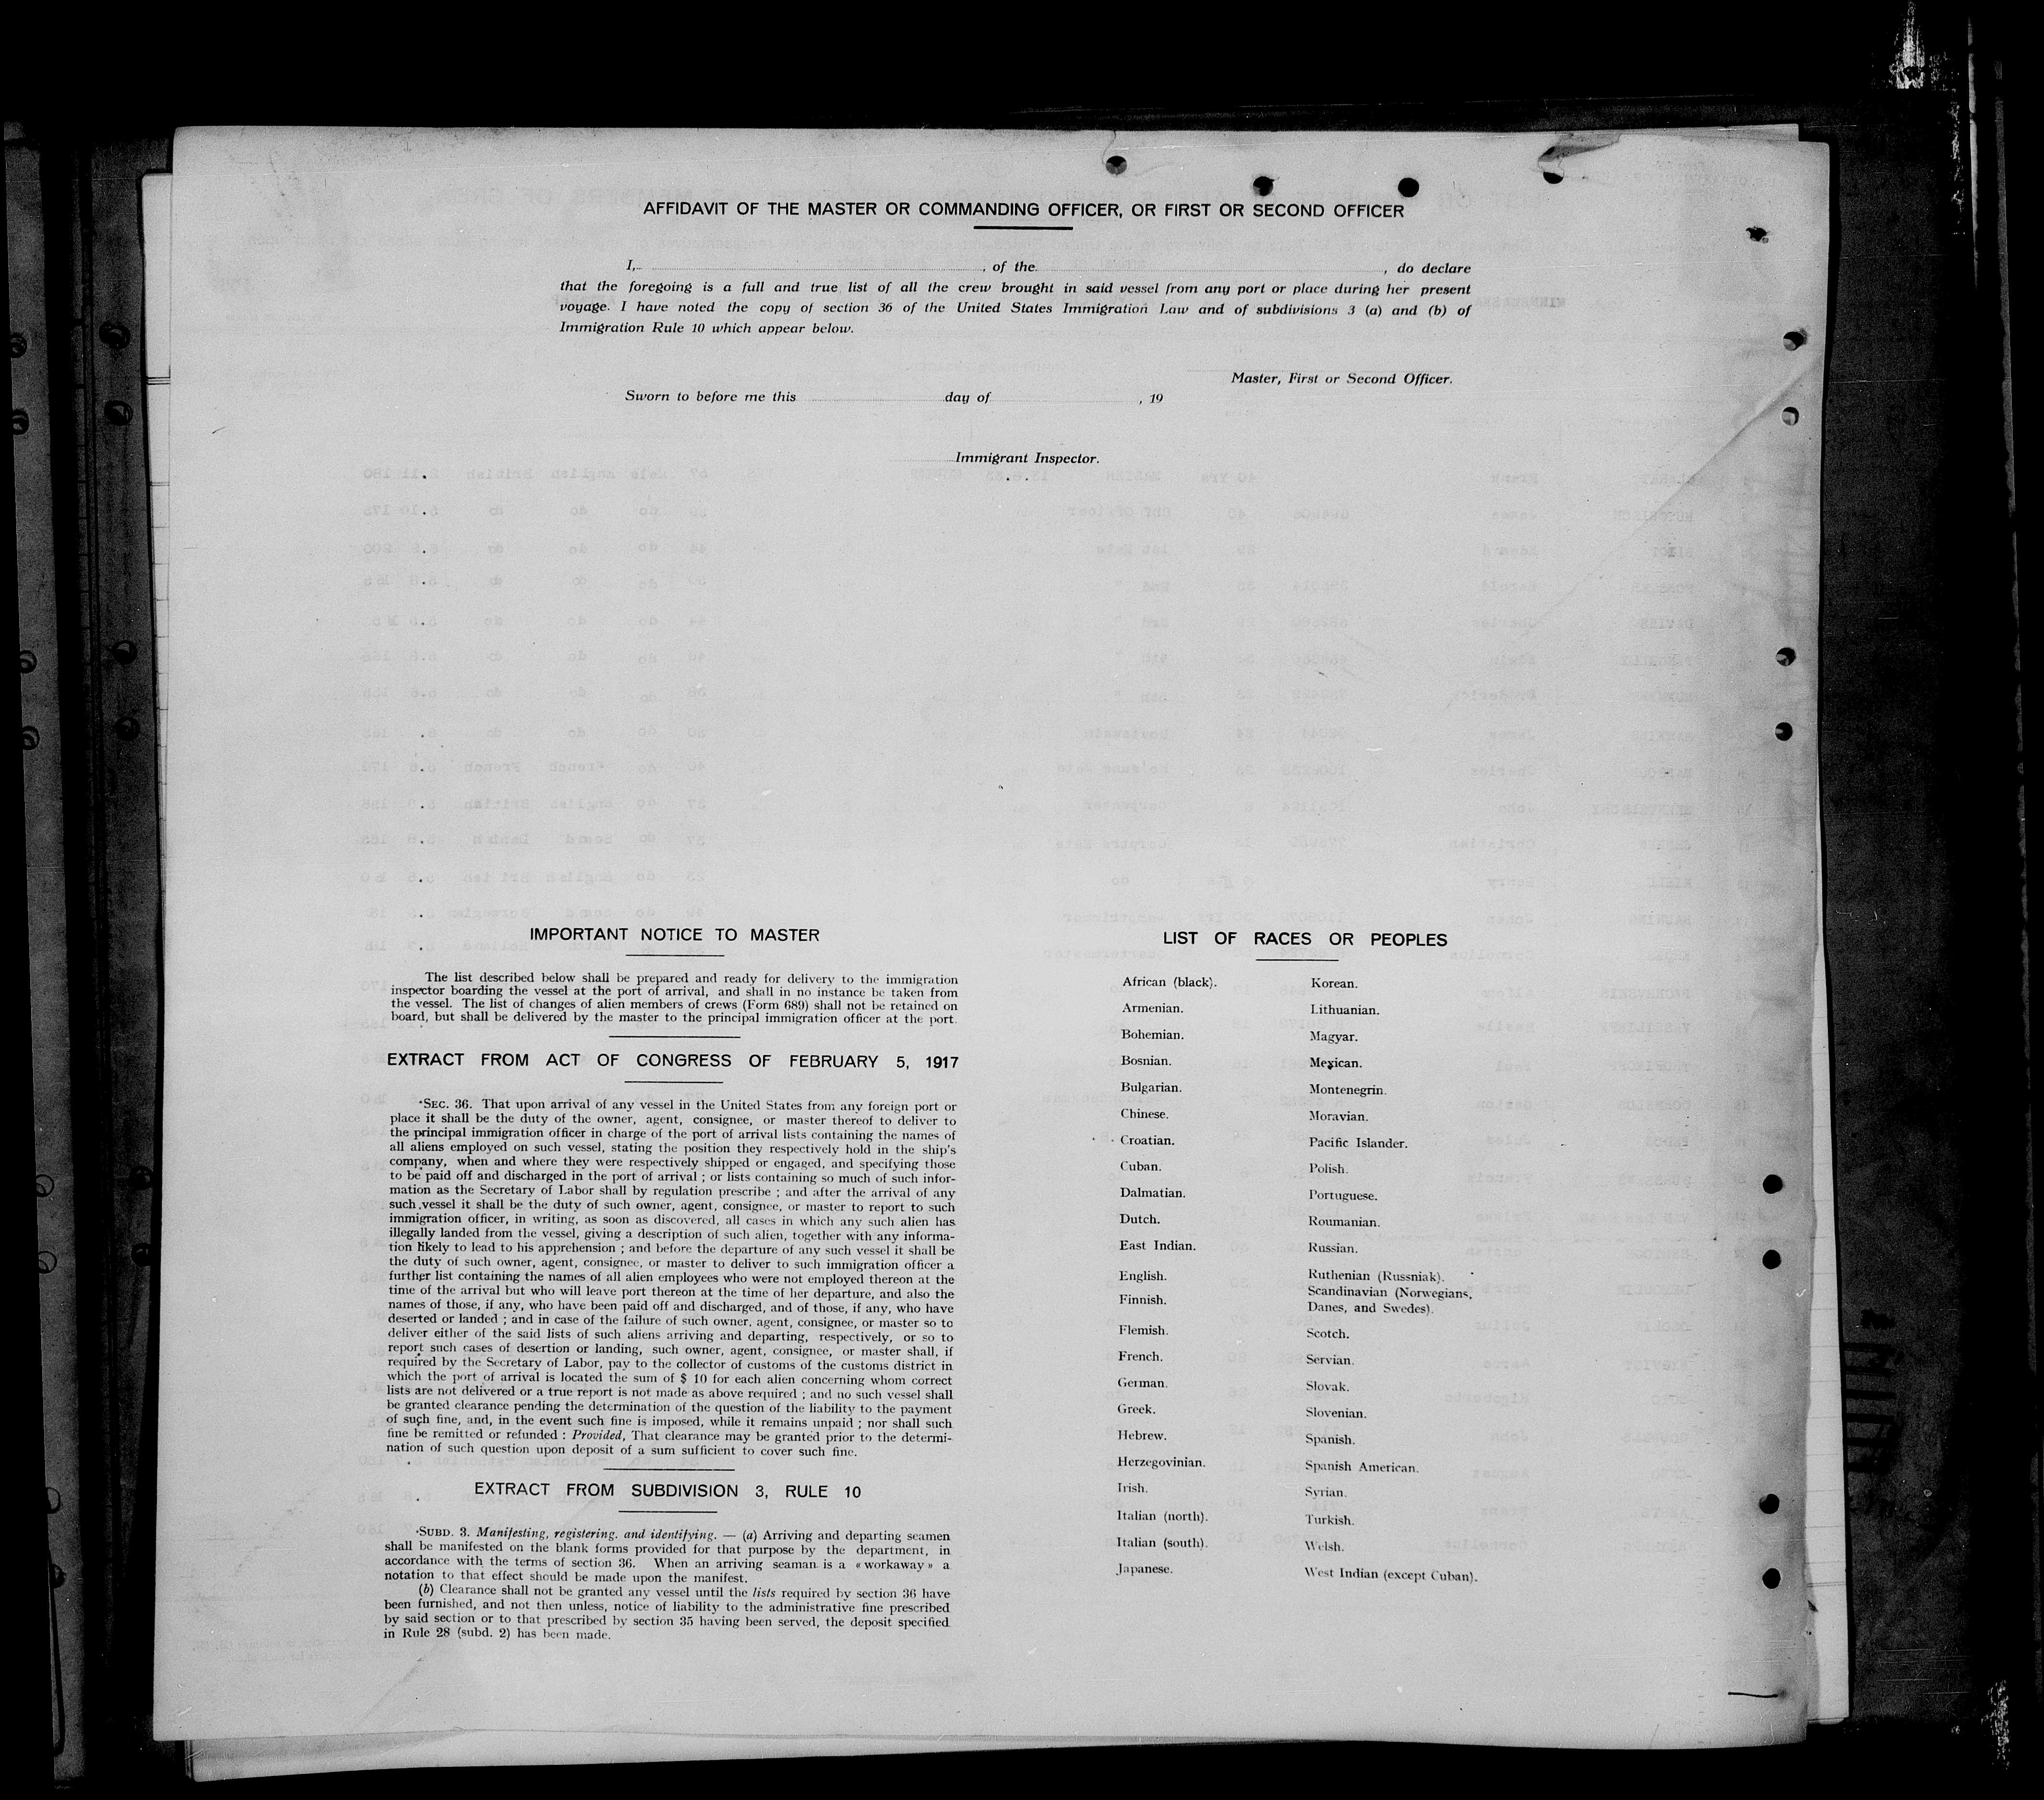 AFFIDAVIT OF THE MASTER OR COMMANDING OFFICER, OR FIRST OR SECOND OFFICER
I, , of the , do declare
that the foregoing is a full and true list of all the crew brought in said vessel from any port or place during her present
voyage. I have noted the copy of section 36 of the United States Immigration Law and of subdivisions 3 (a) and (b) of
Immigration Rule 10 which appear below.
Master, First or Second Officer.
Sworn to before me this day of , 19
Immigrant Inspector.
IMPORTANT NOTICE TO MASTER
The list described below shall be prepared and ready for delivery to the immigration
inspector boarding the vessel at the port of arrival, and shall in no instance be taken from
the vessel. The list of changes of alien members of crews (Form 689) shall not be retained on
board, but shall be delivered by the master to the principal immigration officer at the port.
EXTRACT FROM ACT OF CONGRESS OF FEBRUARY 5, 1917
SEC. 36. That upon arrival of any vessel in the United States from any foreign port or
place it shall be the duty of the owner, agent, consignee, or master thereof to deliver to
the principal immigration officer in charge of the port of arrival lists containing the names of
all aliens employed on such vessel, stating the position they respectively hold in the ship's
company, when and where they were respectively shipped or engaged, and specifying those
to be paid off and discharged in the port of arrival ; or lists containing so much of such infor-
mation as the Secretary of Labor shall by regulation prescribe ; and after the arrival of any
such vessel it shall be the duty of such owner, agent, consignee, or master to report to such
immigration officer, in writing, as soon as discovered, all cases in which any such alien has
illegally landed from the vessel, giving a description of such alien, together with any informa-
tion likely to lead to his apprehension ; and before the departure of any such vessel it shall be
the duty of such owner, agent, consignee, or master to deliver to such immigration officer a
further list containing the names of all alien employees who were not employed thereon at the
time of the arrival but who will leave port thereon at the time of her departure, and also the
names of those, if any, who have been paid off and discharged, and of those, if any, who have
deserted or landed ; and in case of the failure of such owner, agent, consignee, or master so to
deliver either of the said lists of such aliens arriving and departing, respectively, or so to
report such cases of desertion or landing, such owner, agent, consignee, or master shall, if
required by the Secretary of Labor, pay to the collector of customs of the customs district in
which the port of arrival is located the sum of $ 10 for each alien concerning whom correct
lists are not delivered or a true report is not made as above required ; and no such vessel shall
be granted clearance pending the determination of the question of the liability to the payment
of such fine, and, in the event such fine is imposed, while it remains unpaid ; nor shall such
fine be remitted or refunded : Provided, That clearance may be granted prior to the determi-
nation of such question upon deposit of a sum sufficient to cover such fine.
EXTRACT FROM SUBDIVISION 3, RULE 10
SUBD. 3. Manifesting, registering, and identifying. — (a) Arriving and departing seamen
shall be manifested on the blank forms provided for that purpose by the department, in
accordance with the terms of section 36. When an arriving seaman is a « workaway » a
notation to that effect should be made upon the manifest.
(b) Clearance shall not be granted any vessel until the lists required by section 36 have
been furnished, and not then unless, notice of liability to the administrative fine prescribed
by said section or to that prescribed by section 35 having been served, the deposit specified
in Rule 28 (subd. 2) has been made.
LIST OF RACES OR PEOPLES
African (black).
Armenian.
Bohemian.
Bosnian.
Bulgarian.
Chinese.
Croatian.
Cuban.
Dalmatian.
Dutch.
East Indian.
English.
Finnish.
Flemish.
French.
German.
Greek.
Hebrew.
Herzegovinian.
Irish.
Italian (north).
Italian (south).
Japanese.
Korean.
Lithuanian.
Magyar.
Mexican.
Montenegrin.
Moravian.
Pacific Islander.
Polish.
Portuguese.
Roumanian.
Russian.
Ruthenian (Russniak).
Scandinavian (Norwegians,
Danes, and Swedes).
Scotch.
Servian.
Slovak.
Slovenian.
Spanish.
Spanish American.
Syrian.
Turkish.
Welsh.
West Indian (except Cuban).